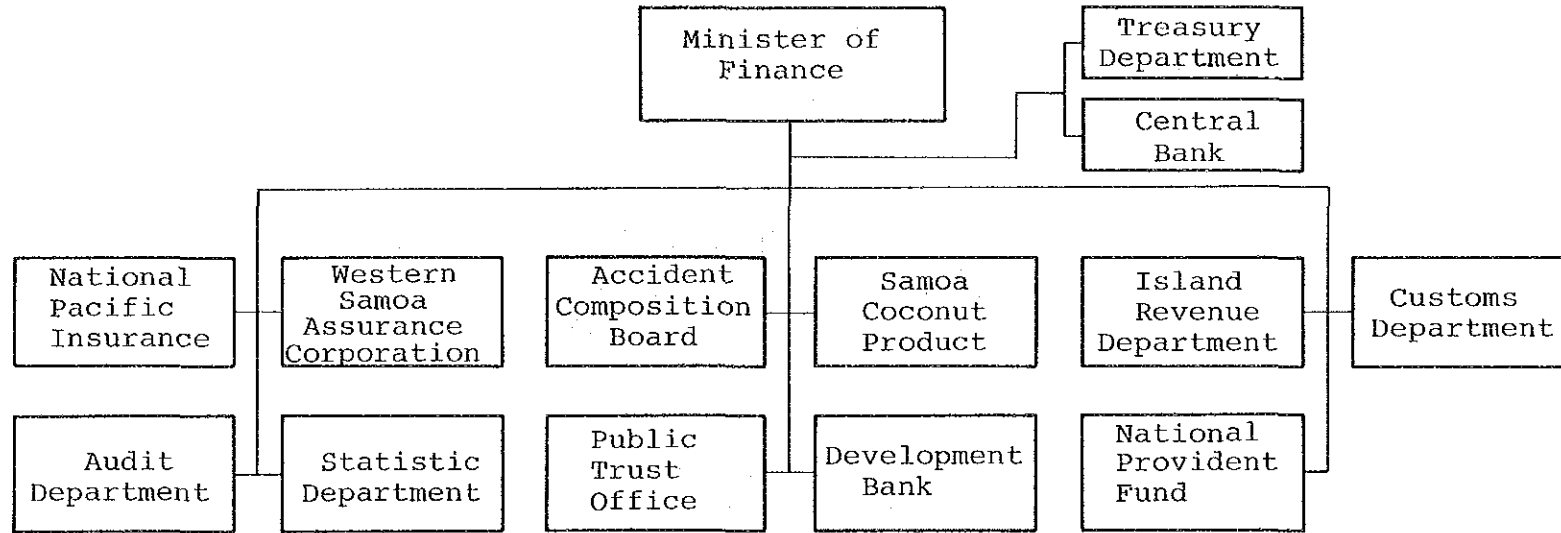 Minister of
Finance
Treasury
Department
Central
Bank
National
Pacific
Insurance
Western
Samoa
Assurance
Corporation
Accident
Composition
Board
Samoa
Coconut
Product
Island
Revenue
Department
Customs
Department
Audit
Department
Statistic
Department
Public
Trust
Office
Development
Bank
National
Provident
Fund